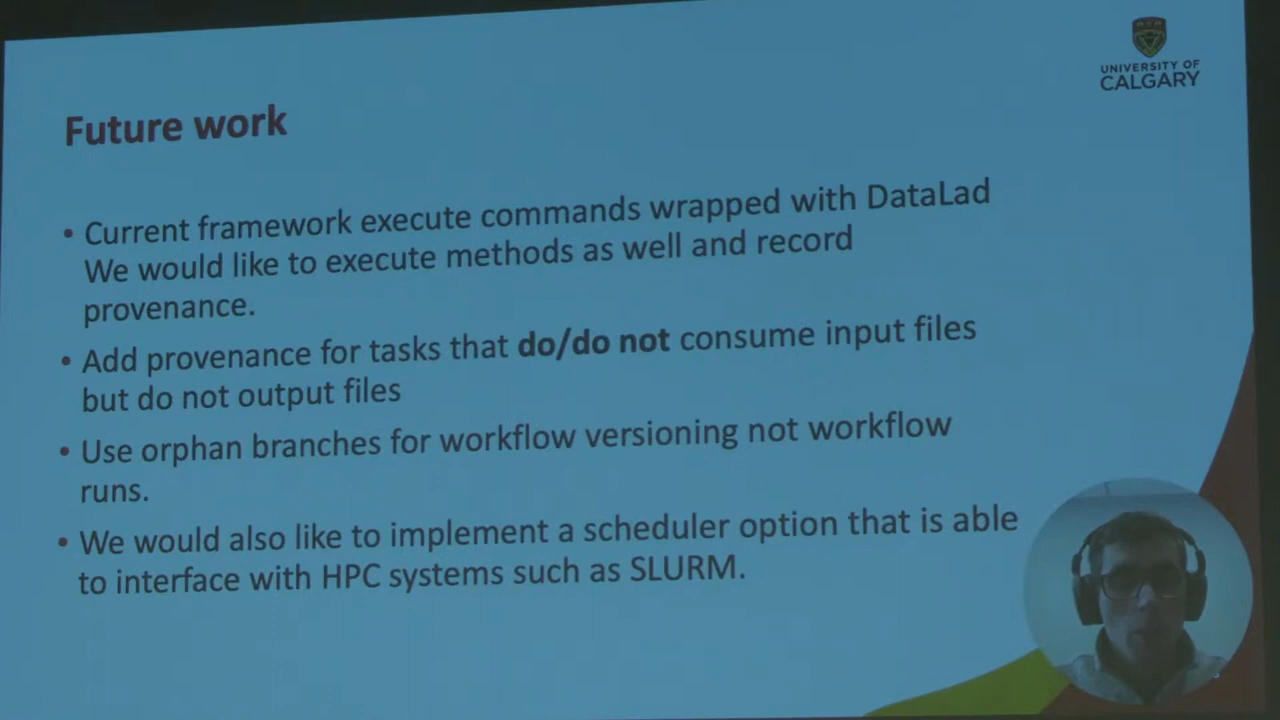 UNIVERSITY OF
CALGARY
Future work
• Current framework execute commands wrapped with DataLad
We would like to execute methods as well and record
provenance.
• Add provenance for tasks that do/do not consume input files
but do not output files
• Use orphan branches for workflow versioning not workflow
runs.
• We would also like to implement a scheduler option that is able
to interface with HPC systems such as SLURM.